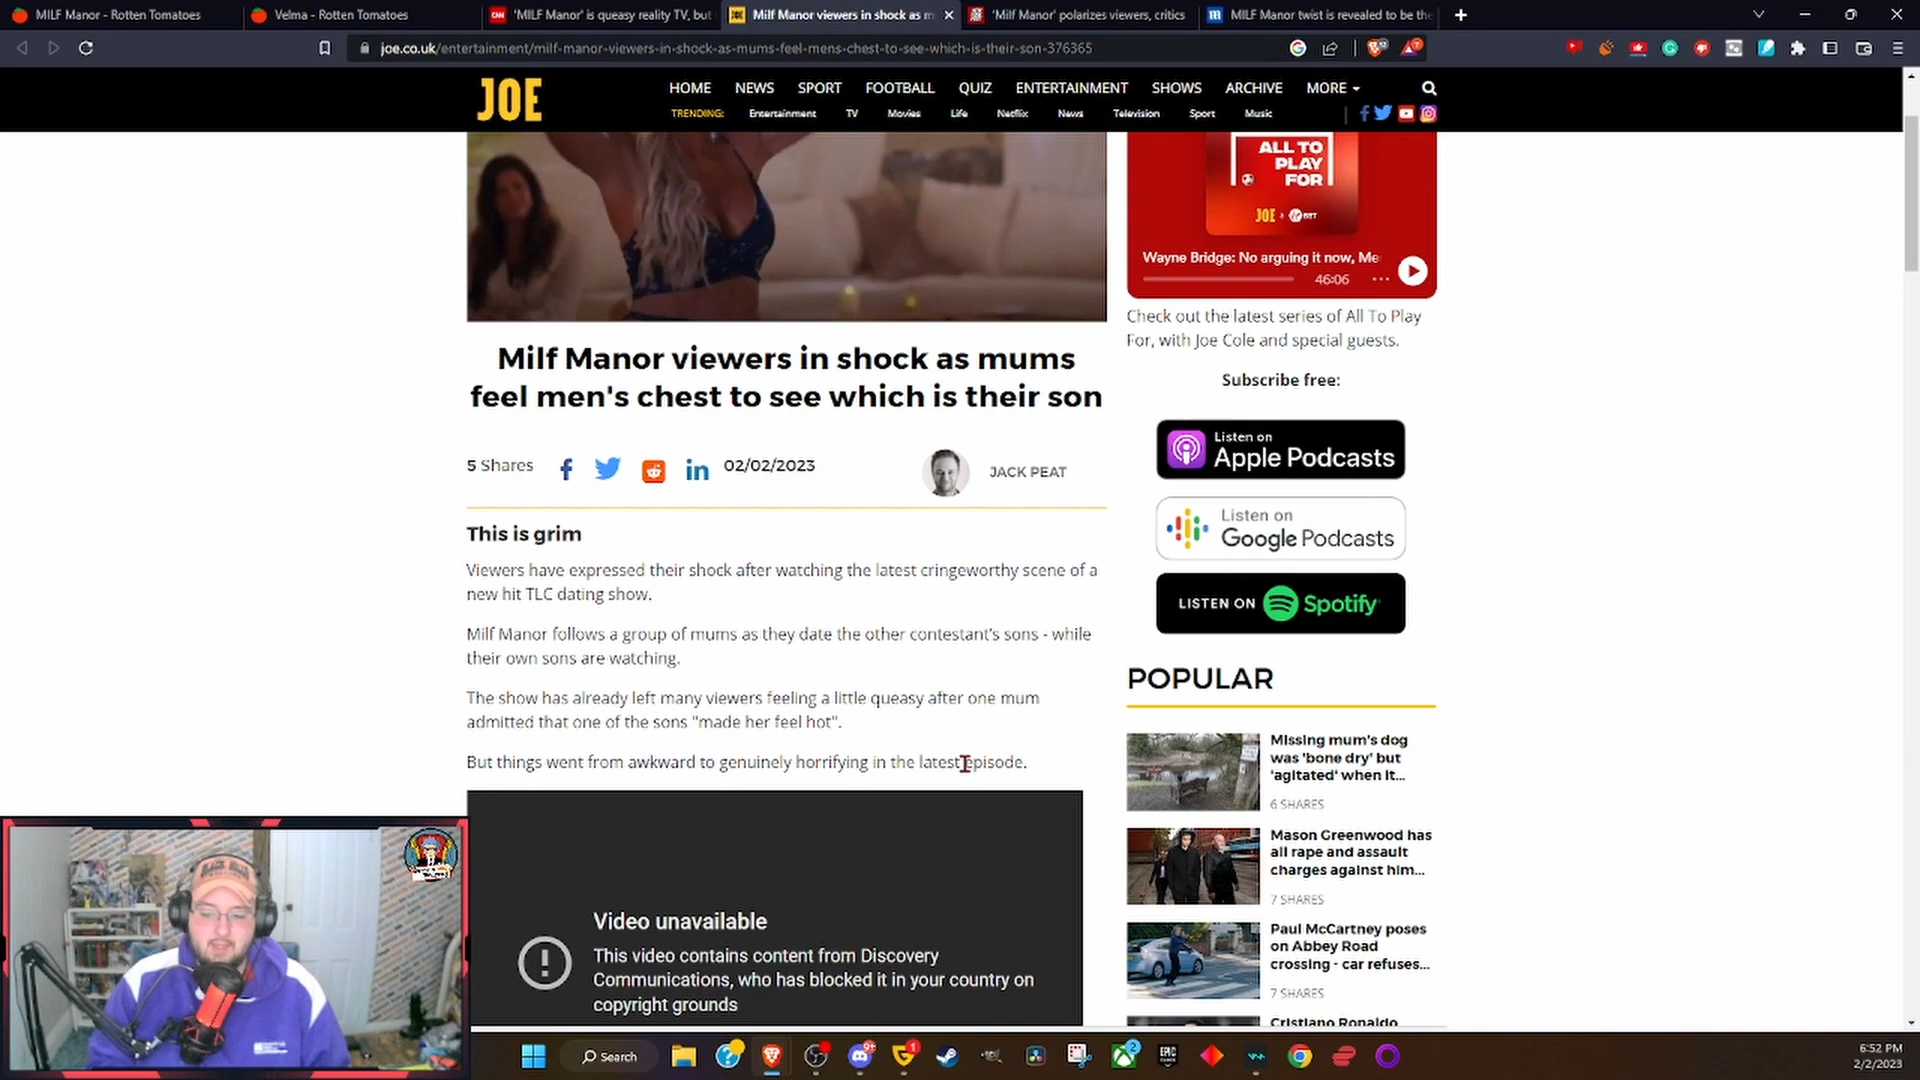 MILF Manor - Rotten Tomatoes
Velma - Rotten Tomatoes
'MILF Manor' is queasy reality TV, but
Milf Manor viewers in shock as m
'Milf Manor' polarizes viewers, critics
MILF Manor twist is revealed to be the
joe.co.uk/entertainment/milf-manor-viewers-in-shock-as-mums-feel-mens-chest-to-see-which-is-their-son-376365
JOE
HOME NEWS SPORT FOOTBALL QUIZ ENTERTAINMENT SHOWS ARCHIVE MORE
TRENDING: Entertainment TV Movies Life Netflix News Television Sport Music
Milf Manor viewers in shock as mums
feel men's chest to see which is their son
5 Shares
02/02/2023
JACK PEAT
This is grim
Viewers have expressed their shock after watching the latest cringeworthy scene of a
new hit TLC dating show.
Milf Manor follows a group of mums as they date the other contestant's sons - while
their own sons are watching.
The show has already left many viewers feeling a little queasy after one mum
admitted that one of the sons "made her feel hot".
But things went from awkward to genuinely horrifying in the latest episode.
Video unavailable
This video contains content from Discovery
Communications, who has blocked it in your country on
copyright grounds
ALL TO
PLAY
FOR
JOE
Wayne Bridge: No arguing it now, Me
46:06
Check out the latest series of All To Play
For, with Joe Cole and special guests.
Subscribe free:
Listen on
Apple Podcasts
Listen on
Google Podcasts
LISTEN ON Spotify
POPULAR
Missing mum's dog
was 'bone dry' but
'agitated' when it...
6 SHARES
Mason Greenwood has
all rape and assault
charges against him...
7 SHARES
Paul McCartney poses
on Abbey Road
crossing - car refuses...
7 SHARES
Cristiano Ronaldo
Search
6:52 PM
2/2/2023